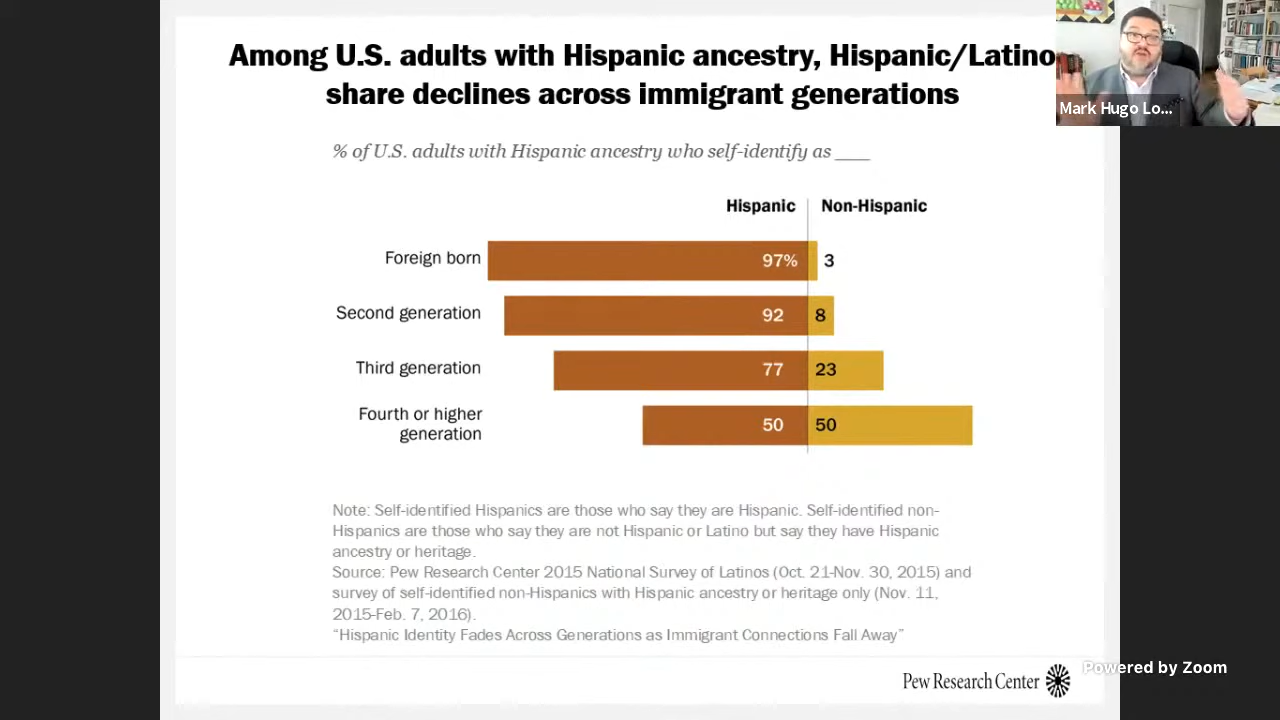 Among U.S. adults with Hispanic ancestry, Hispanic/Latino
share declines across immigrant generations
Mark Hugo Lo...
% of U.S. adults with Hispanic ancestry who self-identify as ___
Hispanic Non-Hispanic
Foreign born 97% 3
Second generation 92 8
Third generation 77 23
Fourth or higher
generation 50 50
Note: Self-identified Hispanics are those who say they are Hispanic. Self-identified non-
Hispanics are those who say they are not Hispanic or Latino but say they have Hispanic
ancestry or heritage.
Source: Pew Research Center 2015 National Survey of Latinos (Oct. 21-Nov. 30, 2015) and
survey of self-identified non-Hispanics with Hispanic ancestry or heritage only (Nov. 11,
2015-Feb. 7, 2016).
“Hispanic Identity Fades Across Generations as Immigrant Connections Fall Away”
Pew Research Center
Powered by Zoom